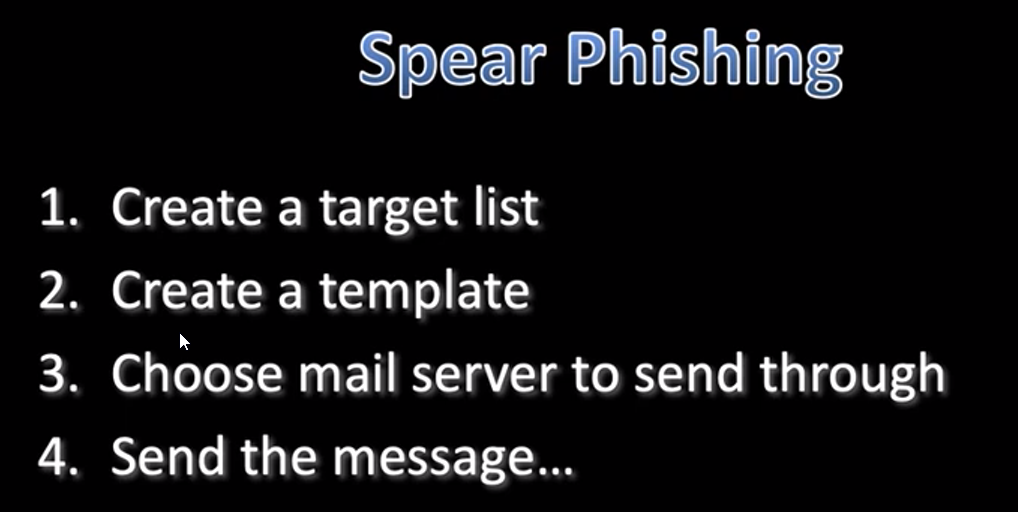 Spear Phishing
1. Create a target list
2. Create a template
3. Choose mail server to send through
4. Send the message...